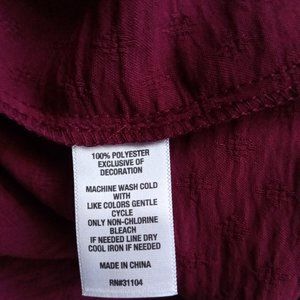 100% POLYESTER
EXCLUSIVE OF
DECORATION
MACHINE WASH COLD
WITH
LIKE COLORS GENTLE
CYCLE
ONLY NON-CHLORINE
BLEACH
IF NEEDED LINE DRY
COOL IRON IF NEEDED
MADE IN CHINA
RN#31104